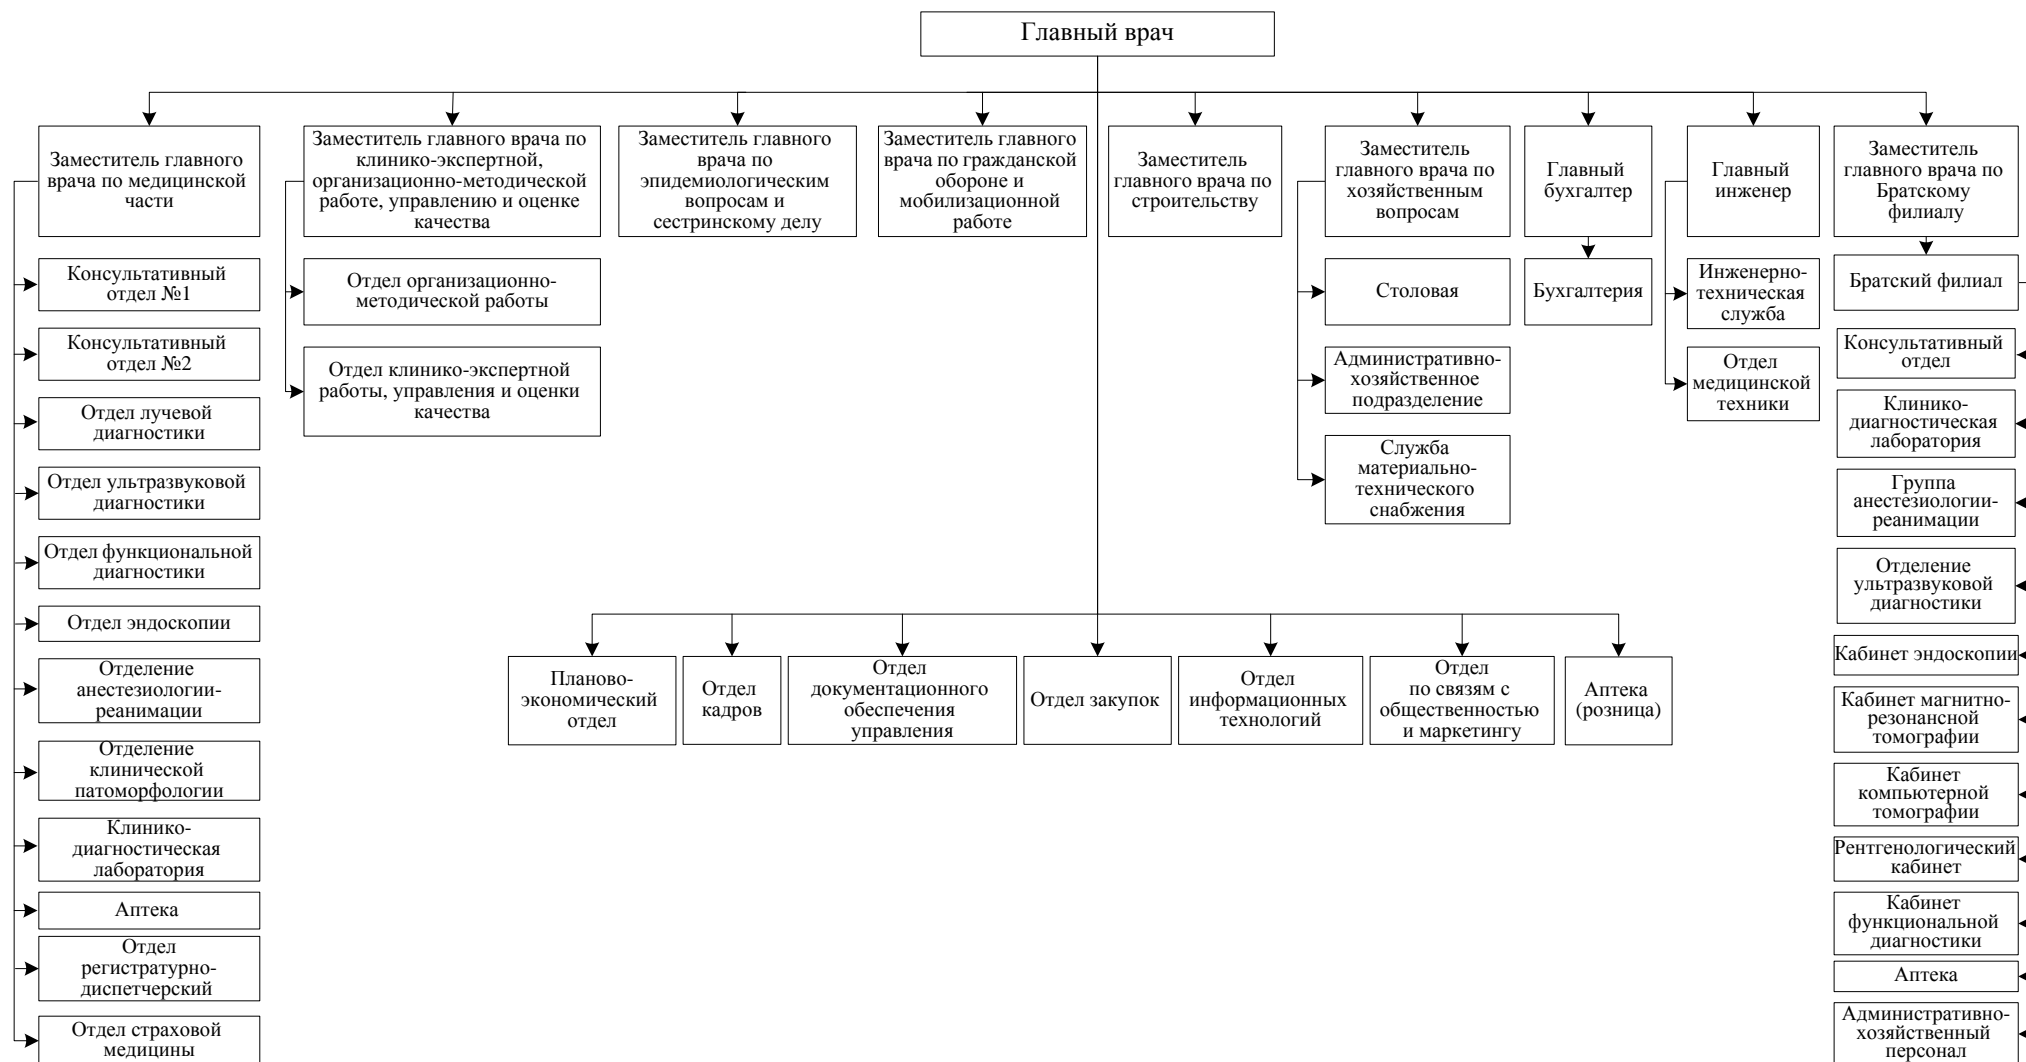 Главный врач
Заместитель главного
врача по медицинской
части
Заместитель главного врача по
клинико-экспертной,
организационно-методической
работе, управлению и оценке
качества
Заместитель главного
врача по
эпидемиологическим
вопросам и
сестринскому делу
Заместитель главного
врача по гражданской
обороне и
мобилизационной
работе
Заместитель
главного врача по
строительству
Заместитель
главного врача по
хозяйственным
вопросам
Главный
бухгалтер
Главный
инженер
Заместитель
главного врача по
Братскому
филиалу
Консультативный
отдел №1
Консультативный
отдел №2
Отдел лучевой
диагностики
Отдел ультразвуковой
диагностики
Отдел функциональной
диагностики
Отдел эндоскопии
Отделение
анестезиологии-
реанимации
Отделение
клинической
патоморфологии
Клинико-
диагностическая
лаборатория
Аптека
Отдел
регистратурно-
диспетчерский
Отдел страховой
медицины
Отдел организационно-
методической работы
Отдел клинико-экспертной
работы, управления и оценки
качества
Столовая
Административно-
хозяйственное
подразделение
Служба
материально-
технического
снабжения
Бухгалтерия
Инженерно-
техническая
служба
Отдел
медицинской
техники
Братский филиал
Консультативный
отдел
Клинико-
диагностическая
лаборатория
Группа
анестезиологии-
реанимации
Отделение
ультразвуковой
диагностики
Кабинет эндоскопии
Кабинет магнитно-
резонансной
томографии
Кабинет
компьютерной
томографии
Рентгенологический
кабинет
Кабинет
функциональной
диагностики
Аптека
Административно-
хозяйственный
персонал
Планово-
экономический
отдел
Отдел
кадров
Отдел
документационного
обеспечения
управления
Отдел закупок
Отдел
информационных
технологий
Отдел
по связям с
общественностью
и маркетингу
Аптека
(розница)